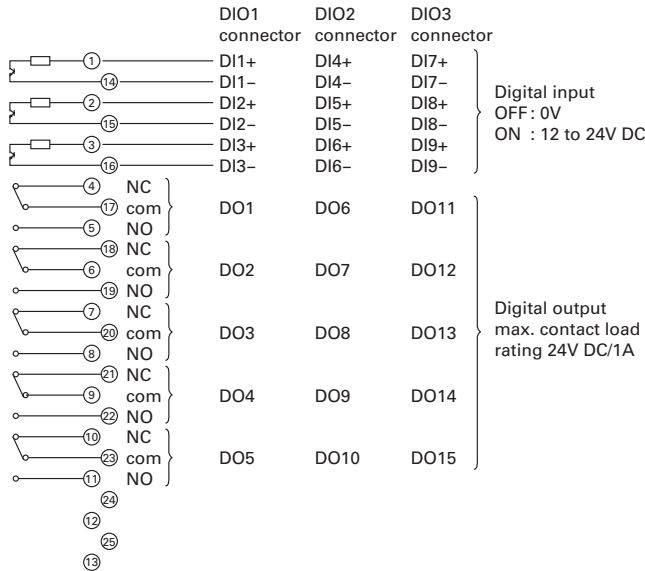 DIO1 connector DIO2 connector DIO3 connector
1 DI1+ DI4+ DI7+
14 DI1– DI4– DI7–
2 DI2+ DI5+ DI8+
15 DI2– DI5– DI8–
3 DI3+ DI6+ DI9+
16 DI3– DI6– DI9–
Digital input
OFF : 0V
ON : 12 to 24V DC
4 NC
17 com DO1 DO6 DO11
5 NO
18 NC
6 com DO2 DO7 DO12
19 NO
7 NC
20 com DO3 DO8 DO13
8 NO
21 NC
9 com DO4 DO9 DO14
22 NO
10 NC
23 com DO5 DO10 DO15
11 NO
Digital output
max. contact load
rating 24V DC/1A
24
12
25
13